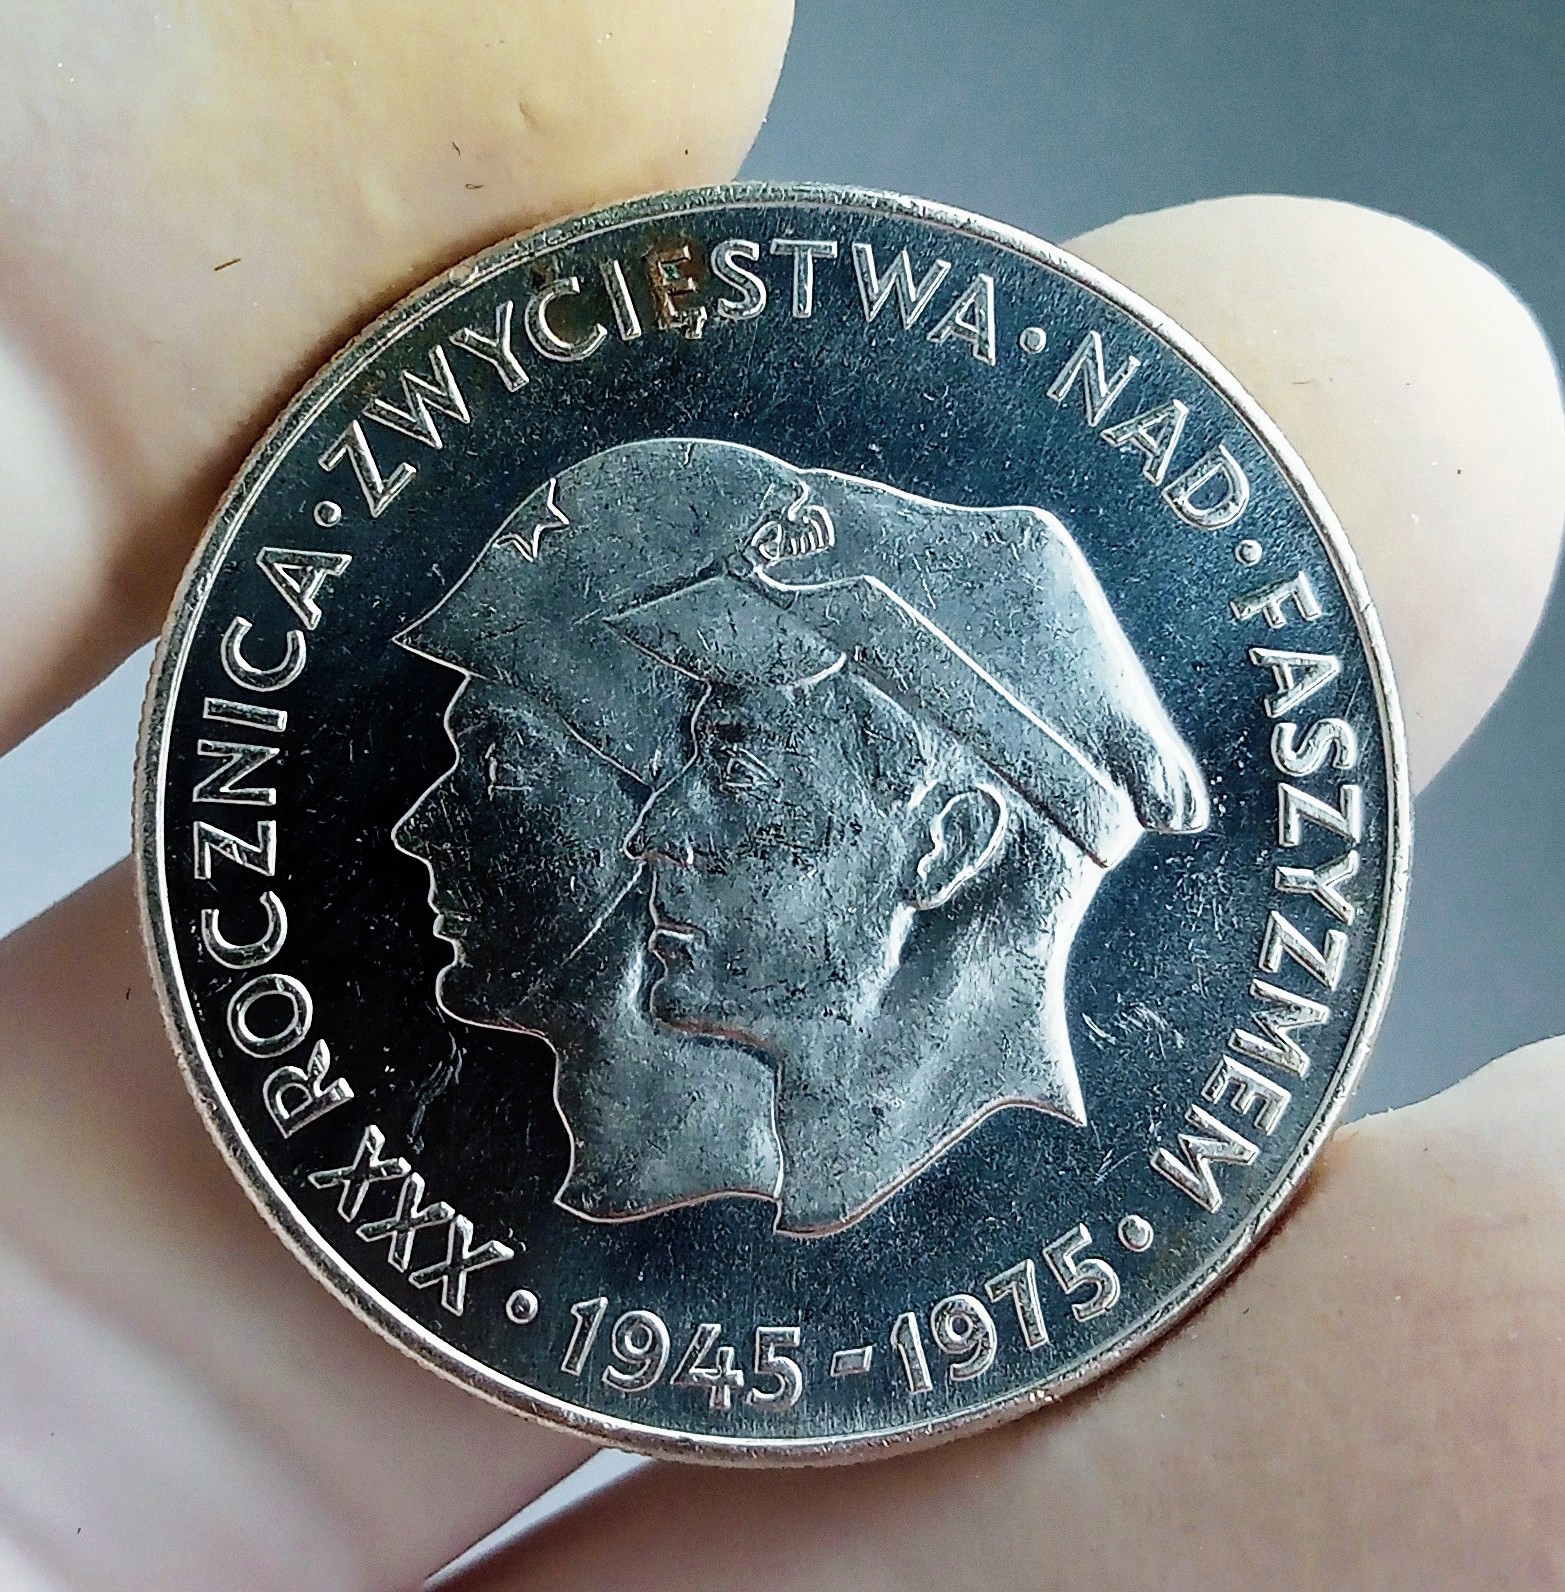 XXX ROCZNICA · ZWYCIĘSTWA · NAD · FASZYZMEM ·
1945-1975 ·